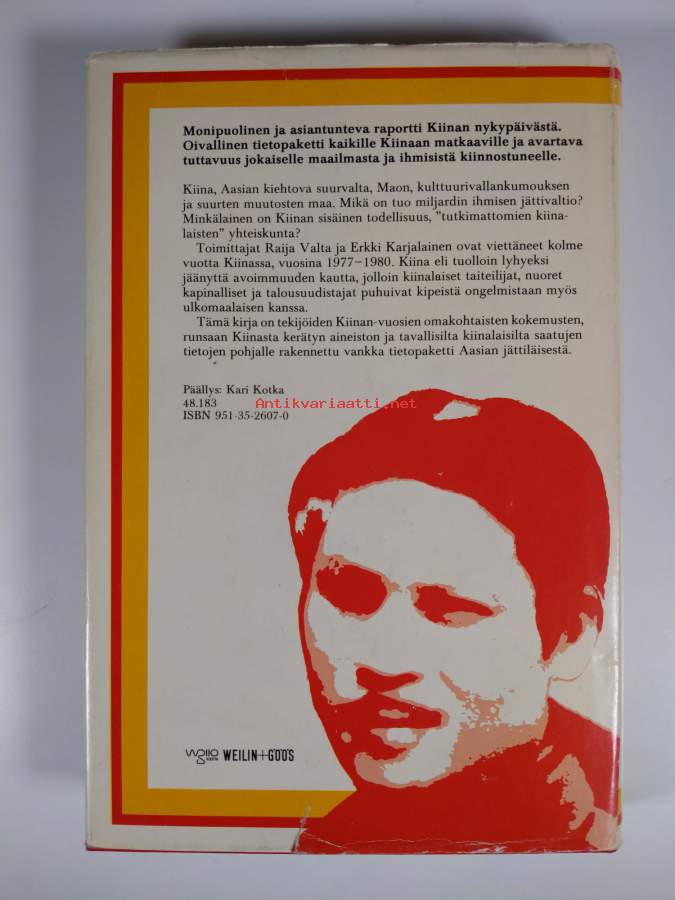 Monipuolinen ja asiantunteva raportti Kiinan nykypäivästä.
Oivallinen tietopaketti kaikille Kiinaan matkaaville ja avartava
tuttavuus jokaiselle maailmasta ja ihmisistä kiinnostuneelle.
Kiina, Aasian kiehtova suurvalta, Maon, kulttuurivallankumouksen
ja suurten muutosten maa. Mikä on tuo miljardin ihmisen jättivaltio?
Minkälainen on Kiinan sisäinen todellisuus, ”tutkimattomien kiina-
laisten” yhteiskunta?
Toimittajat Raija Valta ja Erkki Karjalainen ovat viettäneet kolme
vuotta Kiinassa, vuosina 1977–1980. Kiina eli tuolloin lyhyeksi
jäänyttä avoimmuuden kautta, jolloin kiinalaiset taiteilijat, nuoret
kapinalliset ja talousuudistajat puhuivat kipeistä ongelmistaan myös
ulkomaalaisen kanssa.
Tämä kirja on tekijöiden Kiinan-vuosien omakohtaisten kokemusten,
runsaan Kiinasta kerätyn aineiston ja tavallisilta kiinalaisilta saatujen
tietojen pohjalle rakennettu vankka tietopaketti Aasian jättiläisestä.
Päällys: Kari Kotka
48.183
Antikvariaatti.net
ISBN 951-35-2607-0
WEILIN+GÖÖS